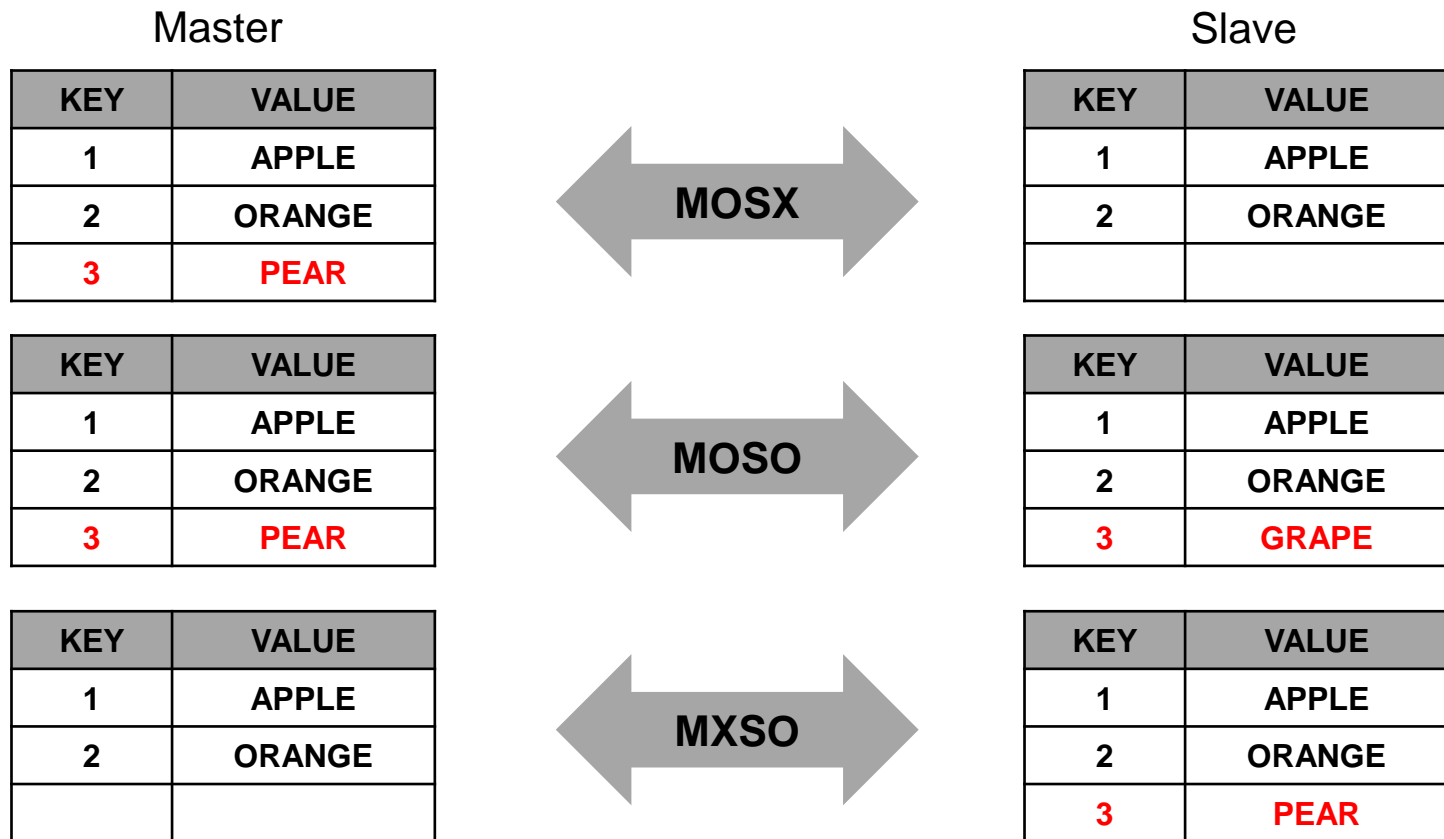 Master Slave
KEY VALUE KEY VALUE
1 APPLE 1 APPLE
2 ORANGE MOSX 2 ORANGE
3 PEAR
KEY VALUE KEY VALUE
1 APPLE 1 APPLE
2 ORANGE MOSO 2 ORANGE
3 PEAR 3 GRAPE
KEY VALUE KEY VALUE
1 APPLE 1 APPLE
2 ORANGE MXSO 2 ORANGE
3 PEAR